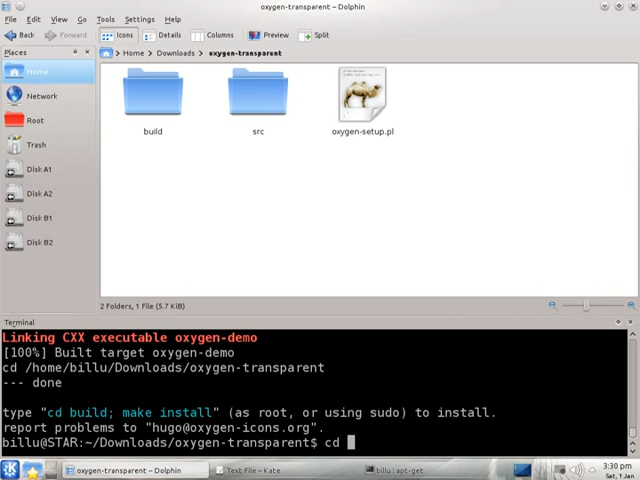 oxygen-transparent – Dolphin
File Edit View Go Tools Settings Help
Back Forward Icons Details Columns Preview Split
Places
Home Downloads oxygen-transparent
Home
Network
Root
Trash
Disk A1
Disk A2
Disk B1
Disk B2
build
src
oxygen-setup.pl
2 Folders, 1 File (5.7 KiB)
Terminal
Linking CXX executable oxygen-demo
[100%] Built target oxygen-demo
cd /home/billu/Downloads/oxygen-transparent
--- done
type "cd build; make install" (as root, or using sudo) to install.
report problems to "hugo@oxygen-icons.org".
billu@STAR:~/Downloads/oxygen-transparent$ cd
oxygen-transparent – Dolphin
Text File – Kate
billu : apt-get
3:30 pm
Sat, 1 Jan